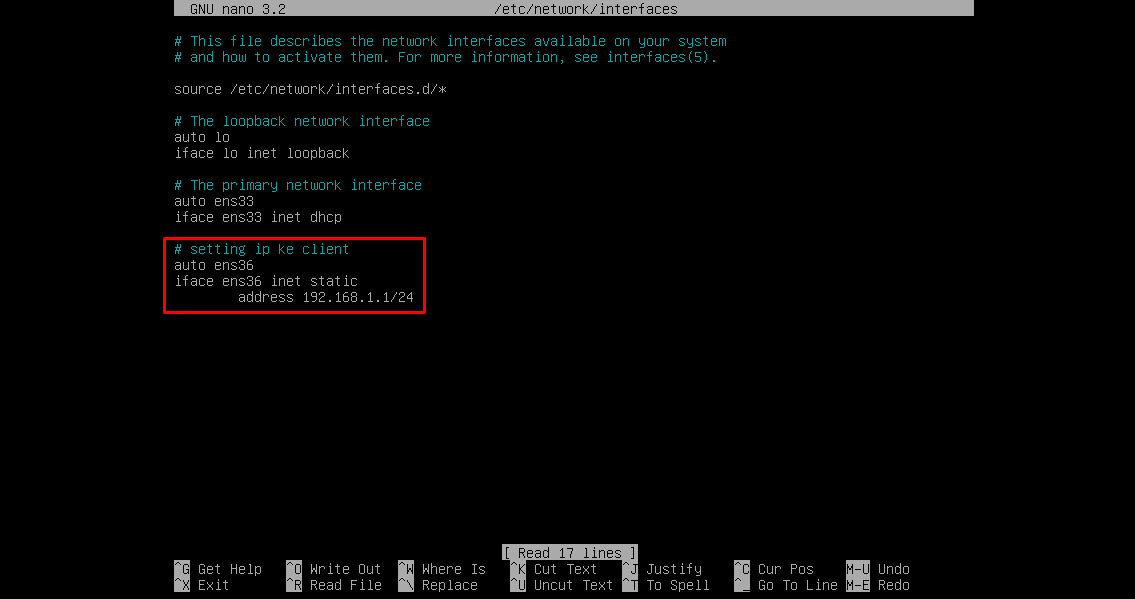 GNU nano 3.2 /etc/network/interfaces
# This file describes the network interfaces available on your system
# and how to activate them. For more information, see interfaces(5).
source /etc/network/interfaces.d/*
# The loopback network interface
auto lo
iface lo inet loopback
# The primary network interface
auto ens33
iface ens33 inet dhcp
# setting ip ke client
auto ens36
iface ens36 inet static
address 192.168.1.1/24
[ Read 17 lines ]
^G Get Help ^O Write Out ^W Where Is ^K Cut Text ^J Justify ^C Cur Pos M-U Undo
^X Exit ^R Read File ^\ Replace ^U Uncut Text ^T To Spell ^_ Go To Line M-E Redo